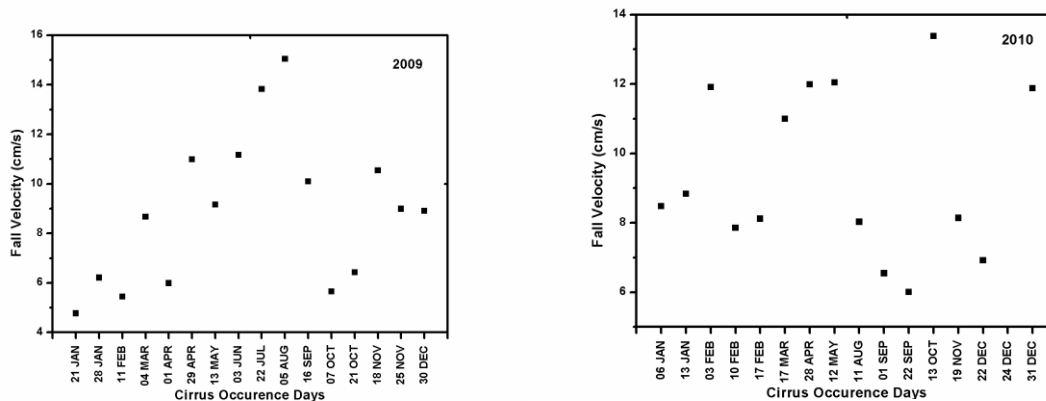 2009
Fall Velocity (cm/s)
16
14
12
10
8
6
4
21 JAN
28 JAN
11 FEB
04 MAR
01 APR
29 APR
13 MAY
03 JUN
22 JUL
05 AUG
16 SEP
07 OCT
21 OCT
18 NOV
25 NOV
30 DEC
Cirrus Occurence Days
2010
Fall Velocity (cm/s)
14
12
10
8
6
06 JAN
13 JAN
03 FEB
10 FEB
17 FEB
17 MAR
28 APR
12 MAY
11 AUG
01 SEP
22 SEP
13 OCT
19 NOV
22 DEC
24 DEC
31 DEC
Cirrus Occurence Days